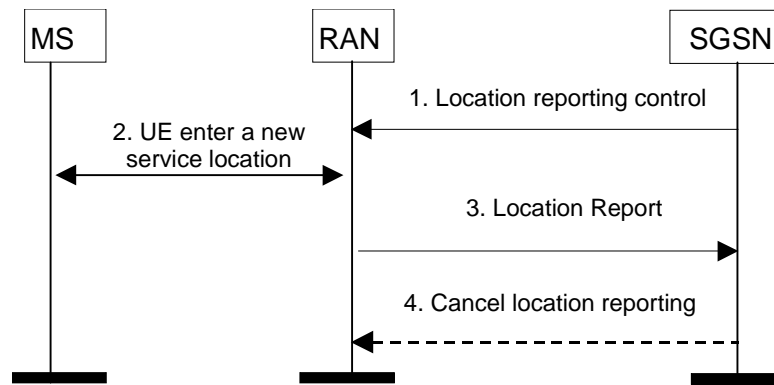 MS
RAN
SGSN
1. Location reporting control
2. UE enter a new
service location
3. Location Report
4. Cancel location reporting